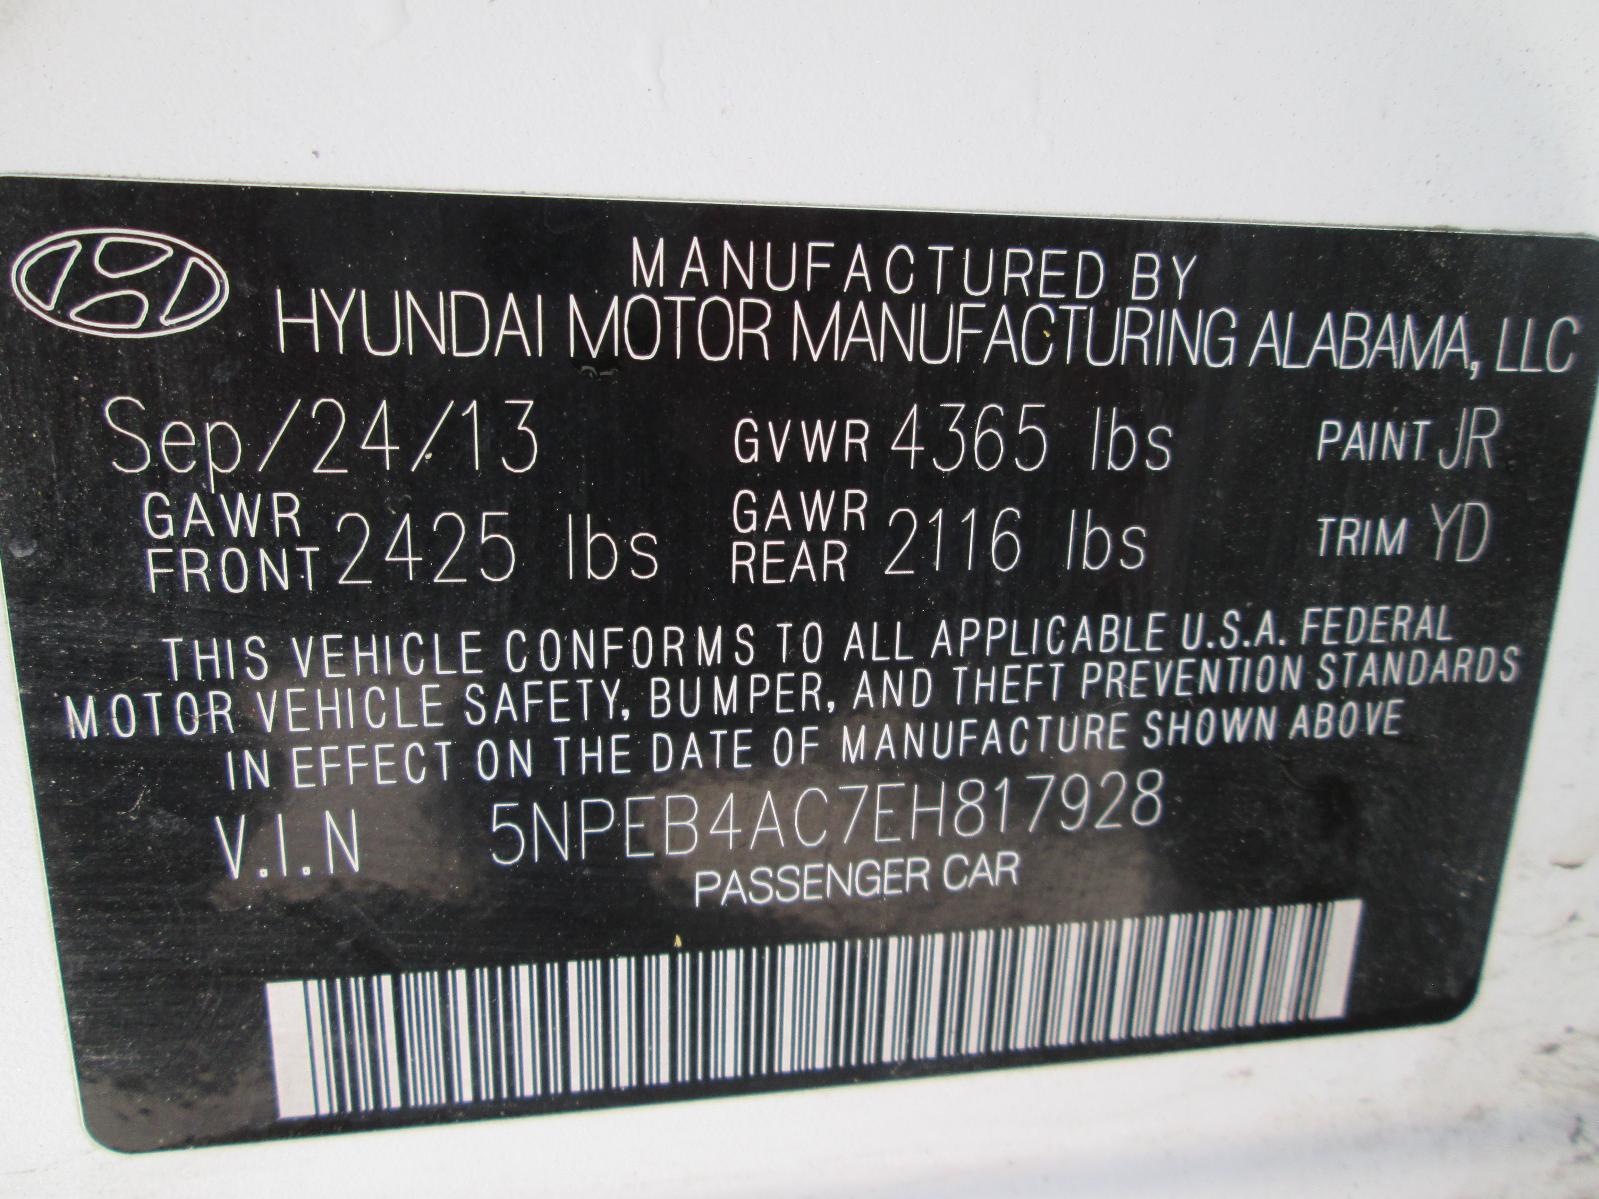 MANUFACTURED BY
HYUNDAI MOTOR MANUFACTURING ALABAMA, LLC
Sep/24/13 GVWR 4365 lbs PAINT JR
GAWR FRONT 2425 lbs GAWR REAR 2116 lbs TRIM YD
THIS VEHICLE CONFORMS TO ALL APPLICABLE U.S.A. FEDERAL
MOTOR VEHICLE SAFETY, BUMPER, AND THEFT PREVENTION STANDARDS
IN EFFECT ON THE DATE OF MANUFACTURE SHOWN ABOVE
V.I.N 5NPEB4AC7EH817928
PASSENGER CAR